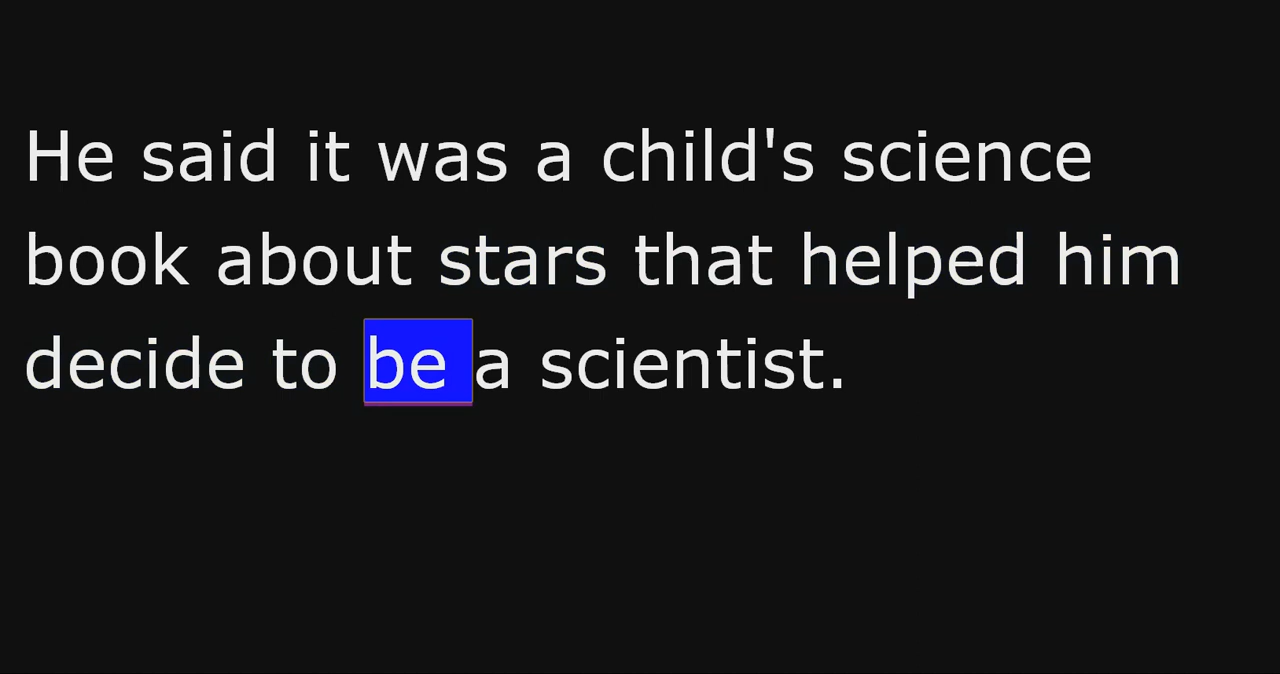 He said it was a child's science
book about stars that helped him
decide to be a scientist.